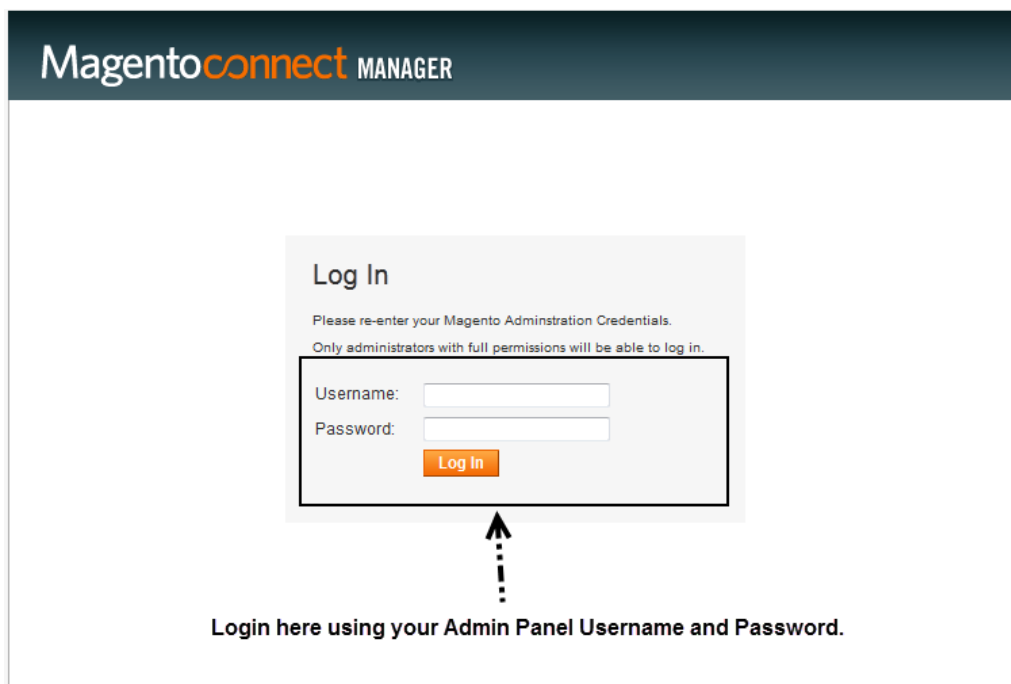 Magentoconnect MANAGER
Log In
Please re-enter your Magento Adminstration Credentials.
Only administrators with full permissions will be able to log in.
Username:
Password:
Log In
Login here using your Admin Panel Username and Password.